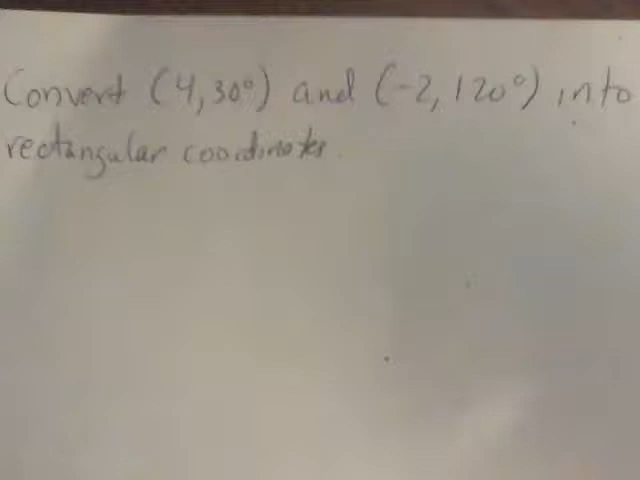 Convert (4,30°) and (-2,120°) into
rectangular coordinates.